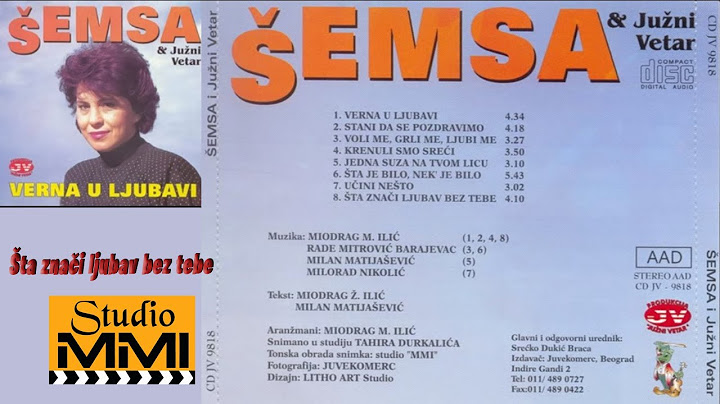 ŠEMSA
& Južni
Vetar
JV
VERNA U LJUBAVI
Šta znači ljubav bez tebe
Studio
MMI
ŠEMSA i Južni Vetar
CD JV 9818
ŠEMSA
& Južni
Vetar
CD JV 9818
COMPACT
disc
DIGITAL AUDIO
1. VERNA U LJUBAVI 4.34
2. STANI DA SE POZDRAVIMO 4.18
3. VOLI ME, GRLI ME, LJUBI ME 3.27
4. KRENULI SMO SREĆI 3.50
5. JEDNA SUZA NA TVOM LICU 3.10
6. ŠTA JE BILO, NEK' JE BILO 5.43
7. UČINI NEŠTO 3.02
8. ŠTA ZNAČI LJUBAV BEZ TEBE 4.10
Muzika: MIODRAG M. ILIĆ (1, 2, 4, 8)
RADE MITROVIĆ BARAJEVAC (3, 6)
MILAN MATIJAŠEVIĆ (5)
MILORAD NIKOLIĆ (7)
Tekst: MIODRAG Ž. ILIĆ
MILAN MATIJAŠEVIĆ
Aranžmani: MIODRAG M. ILIĆ
Snimano u studiju TAHIRA DURKALIĆA
Tonska obrada snimka: studio "MMI"
Fotografija: JUVEKOMERC
Dizajn: LITHO ART Studio
Glavni i odgovorni urednik:
Srećko Dukić Braca
Izdavač: Juvekomerc, Beograd
Indire Gandi 2
Tel: 011/ 489 0727
Fax:011/ 489 0422
AAD
STEREO AAD
CD JV - 9818
PRODUKCIJA
JV
"JUŽNI VETAR"
ŠEMSA i Južni Vetar